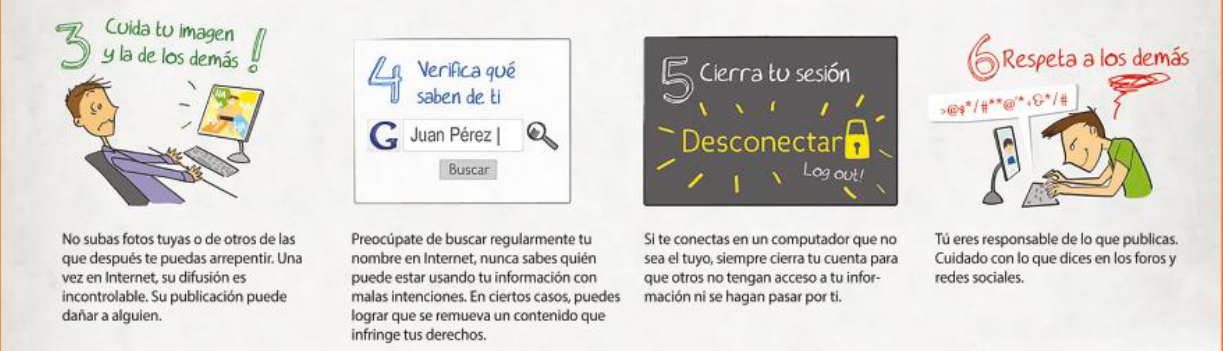 3 Cuida tu imagen
y la de los demás!
No subas fotos tuyas o de otros de las
que después te puedas arrepentir. Una
vez en Internet, su difusión es
incontrolable. Su publicación puede
dañar a alguien.
4 Verifica qué
saben de ti
G Juan Pérez |
Buscar
Preocúpate de buscar regularmente tu
nombre en Internet, nunca sabes quién
puede estar usando tu información con
malas intenciones. En ciertos casos, puedes
lograr que se remueva un contenido que
infringe tus derechos.
5 Cierra tu sesión
Desconectar
Log out!
Si te conectas en un computador que no
sea el tuyo, siempre cierra tu cuenta para
que otros no tengan acceso a tu infor-
mación ni se hagan pasar por ti.
6 Respeta a los demás
>@$*/#**@"*+&*/#
Tú eres responsable de lo que publicas.
Cuidado con lo que dices en los foros y
redes sociales.